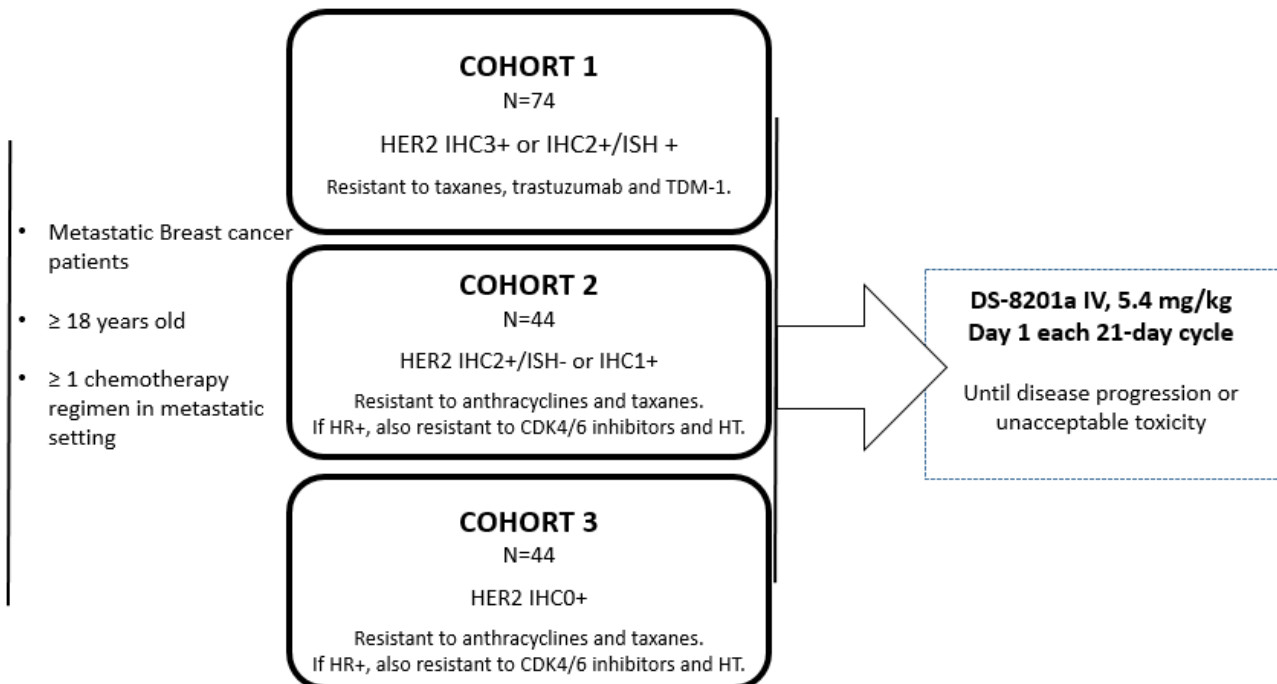 • Metastatic Breast cancer
patients
• ≥ 18 years old
• ≥ 1 chemotherapy
regimen in metastatic
setting
COHORT 1
N=74
HER2 IHC3+ or IHC2+/ISH +
Resistant to taxanes, trastuzumab and TDM-1.
COHORT 2
N=44
HER2 IHC2+/ISH- or IHC1+
Resistant to anthracyclines and taxanes.
If HR+, also resistant to CDK4/6 inhibitors and HT.
COHORT 3
N=44
HER2 IHC0+
Resistant to anthracyclines and taxanes.
If HR+, also resistant to CDK4/6 inhibitors and HT.
DS-8201a IV, 5.4 mg/kg
Day 1 each 21-day cycle
Until disease progression or
unacceptable toxicity